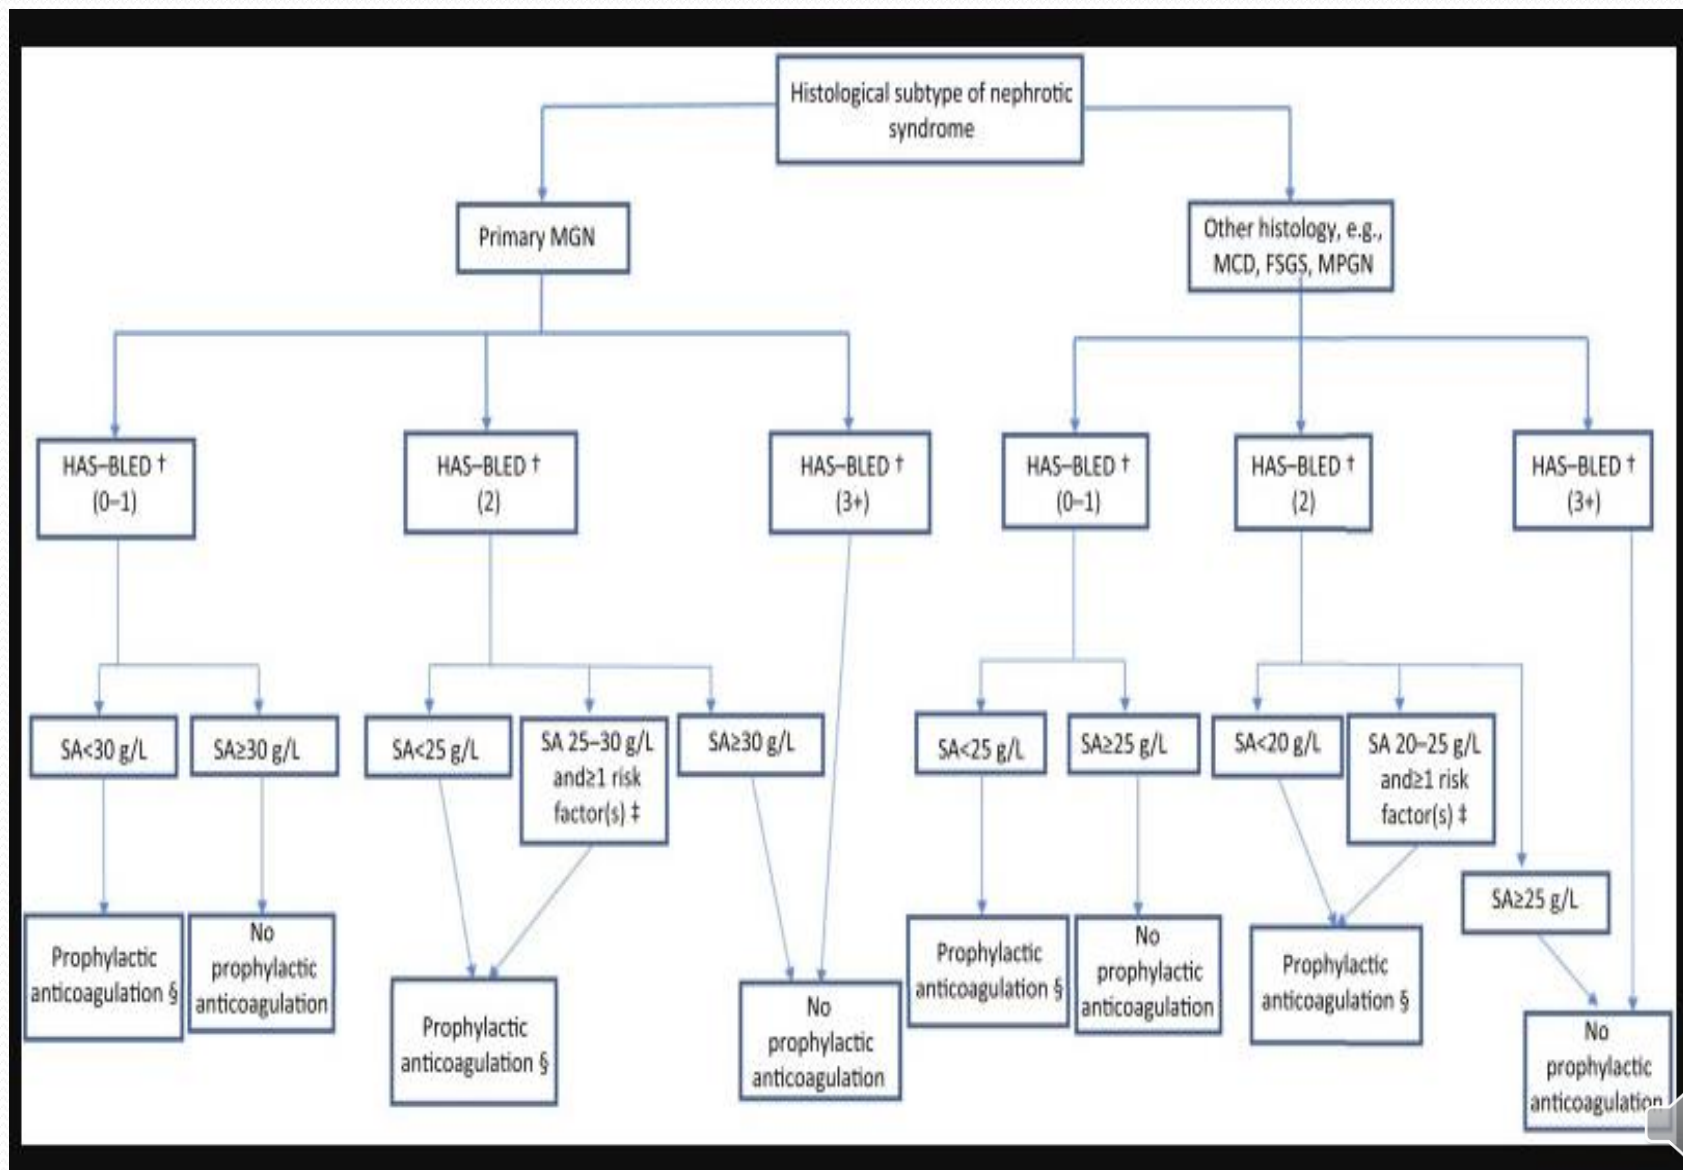 Histological subtype of nephrotic
syndrome
Primary MGN
Other histology, e.g.,
MCD, FSGS, MPGN
HAS–BLED †
(0–1)
HAS–BLED †
(2)
HAS–BLED †
(3+)
HAS–BLED †
(0–1)
HAS–BLED †
(2)
HAS–BLED †
(3+)
SA<30 g/L
SA≥30 g/L
SA<25 g/L
SA 25–30 g/L
and≥1 risk
factor(s) ‡
SA≥30 g/L
SA<25 g/L
SA≥25 g/L
SA<20 g/L
SA 20–25 g/L
and≥1 risk
factor(s) ‡
SA≥25 g/L
Prophylactic
anticoagulation §
No
prophylactic
anticoagulation
Prophylactic
anticoagulation §
No
prophylactic
anticoagulation
Prophylactic
anticoagulation §
No
prophylactic
anticoagulation
Prophylactic
anticoagulation §
No
prophylactic
anticoagulation